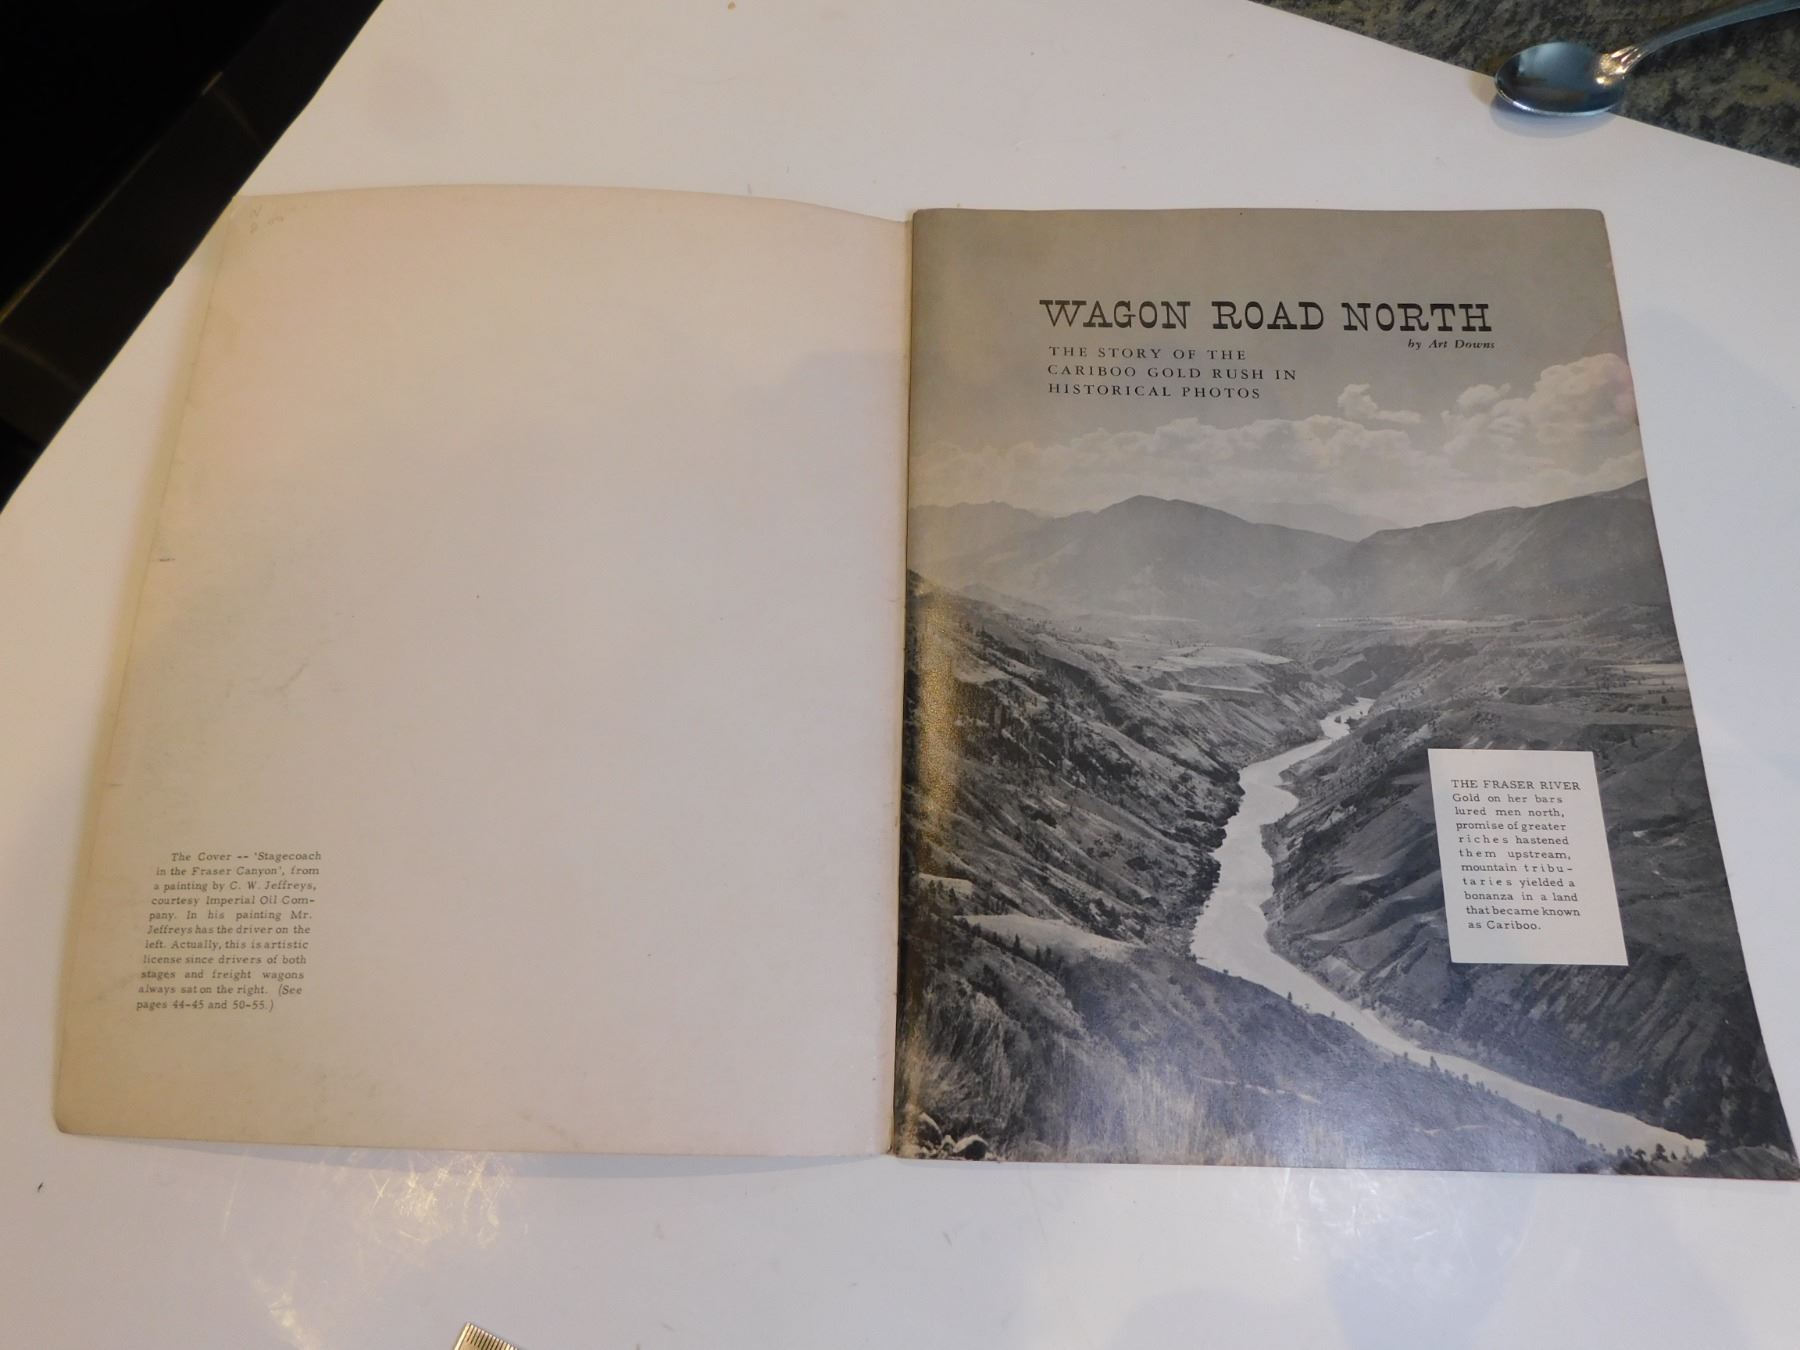 The Cover -- 'Stagecoach
in the Fraser Canyon', from
a painting by C. W. Jeffreys,
courtesy Imperial Oil Com-
pany. In his painting Mr.
Jeffreys has the driver on the
left. Actually, this is artistic
license since drivers of both
stages and freight wagons
always sat on the right. (See
pages 44-45 and 50-55.)
WAGON ROAD NORTH
by Art Downs
THE STORY OF THE
CARIBOO GOLD RUSH IN
HISTORICAL PHOTOS
THE FRASER RIVER
Gold on her bars
lured men north,
promise of greater
riches hastened
them upstream,
mountain tribu-
taries yielded a
bonanza in a land
that became known
as Cariboo.